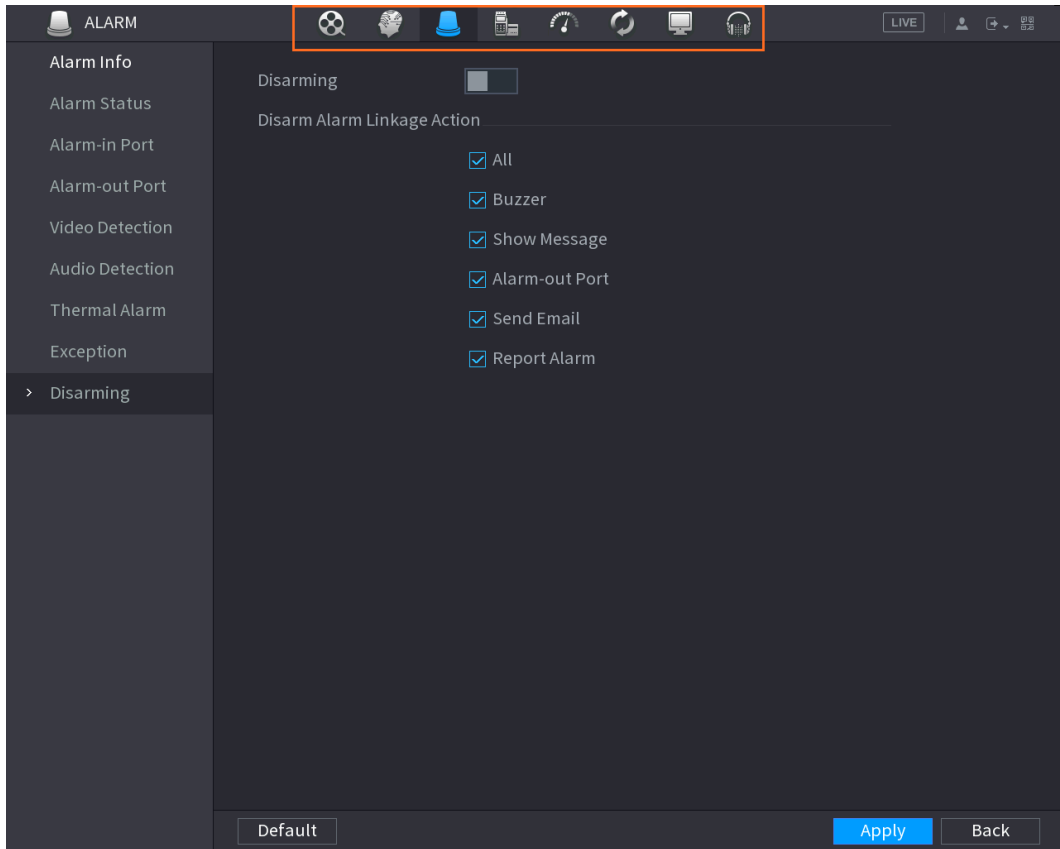 ALARM
LIVE
Alarm Info
Alarm Status
Alarm-in Port
Alarm-out Port
Video Detection
Audio Detection
Thermal Alarm
Exception
Disarming
Disarming
Disarm Alarm Linkage Action
All
Buzzer
Show Message
Alarm-out Port
Send Email
Report Alarm
Default
Apply
Back